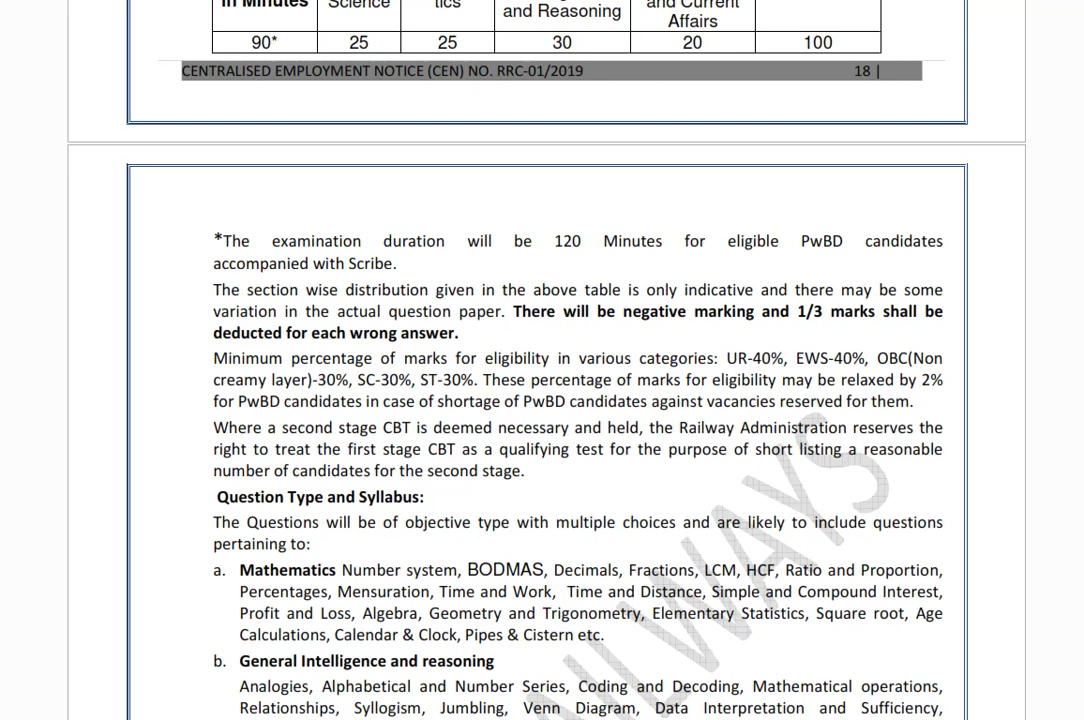 in Minutes Science tics and Reasoning and Current
Affairs
90* 25 25 30 20 100
CENTRALISED EMPLOYMENT NOTICE (CEN) NO. RRC-01/2019 18 |
*The examination duration will be 120 Minutes for eligible PwBD candidates
accompanied with Scribe.
The section wise distribution given in the above table is only indicative and there may be some
variation in the actual question paper. There will be negative marking and 1/3 marks shall be
deducted for each wrong answer.
Minimum percentage of marks for eligibility in various categories: UR-40%, EWS-40%, OBC(Non
creamy layer)-30%, SC-30%, ST-30%. These percentage of marks for eligibility may be relaxed by 2%
for PwBD candidates in case of shortage of PwBD candidates against vacancies reserved for them.
Where a second stage CBT is deemed necessary and held, the Railway Administration reserves the
right to treat the first stage CBT as a qualifying test for the purpose of short listing a reasonable
number of candidates for the second stage.
Question Type and Syllabus:
The Questions will be of objective type with multiple choices and are likely to include questions
pertaining to:
a. Mathematics Number system, BODMAS, Decimals, Fractions, LCM, HCF, Ratio and Proportion,
Percentages, Mensuration, Time and Work, Time and Distance, Simple and Compound Interest,
Profit and Loss, Algebra, Geometry and Trigonometry, Elementary Statistics, Square root, Age
Calculations, Calendar & Clock, Pipes & Cistern etc.
b. General Intelligence and reasoning
Analogies, Alphabetical and Number Series, Coding and Decoding, Mathematical operations,
Relationships, Syllogism, Jumbling, Venn Diagram, Data Interpretation and Sufficiency,
AILWAYS